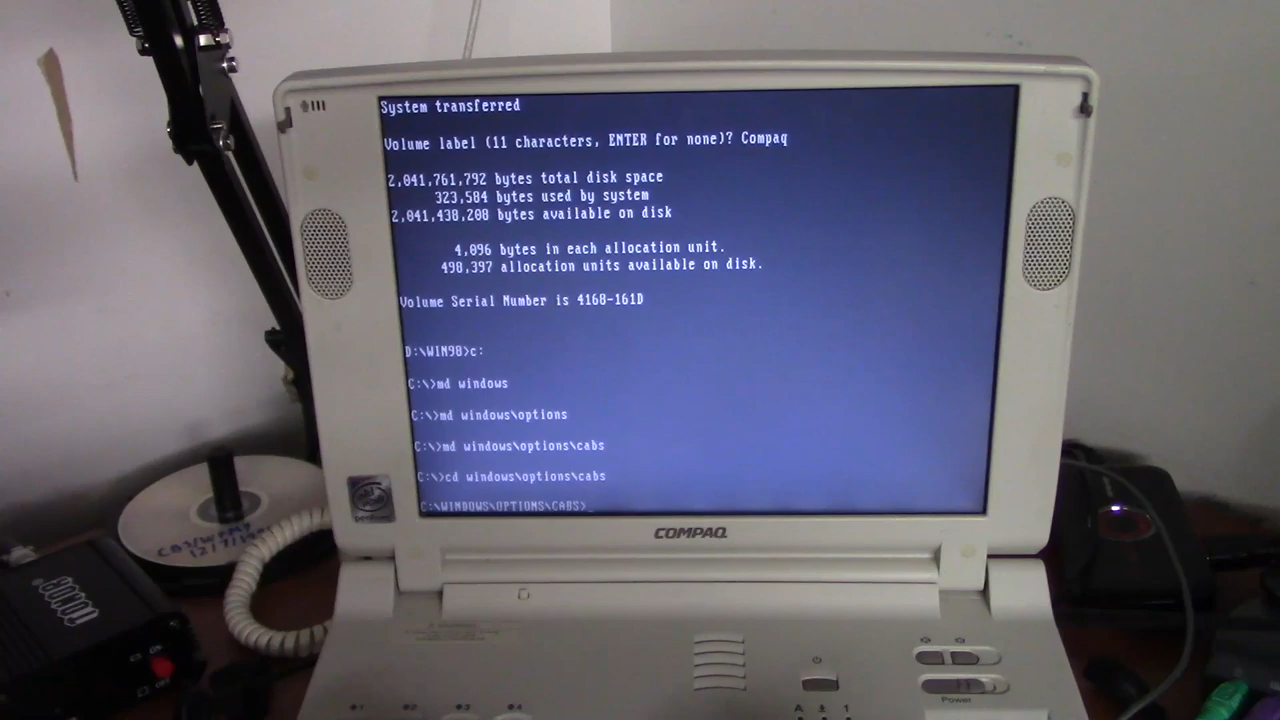 System transferred
Volume label (11 characters, ENTER for none)? Compaq
2,041,761,792 bytes total disk space
323,584 bytes used by system
2,041,438,208 bytes available on disk
4,096 bytes in each allocation unit.
498,397 allocation units available on disk.
Volume Serial Number is 4168-161D
D:\WIN98>c:
C:\>md windows
C:\>md windows\options
C:\>md windows\options\cabs
C:\>cd windows\options\cabs
C:\WINDOWS\OPTIONS\CABS>_
COMPAQ
Power
A 1